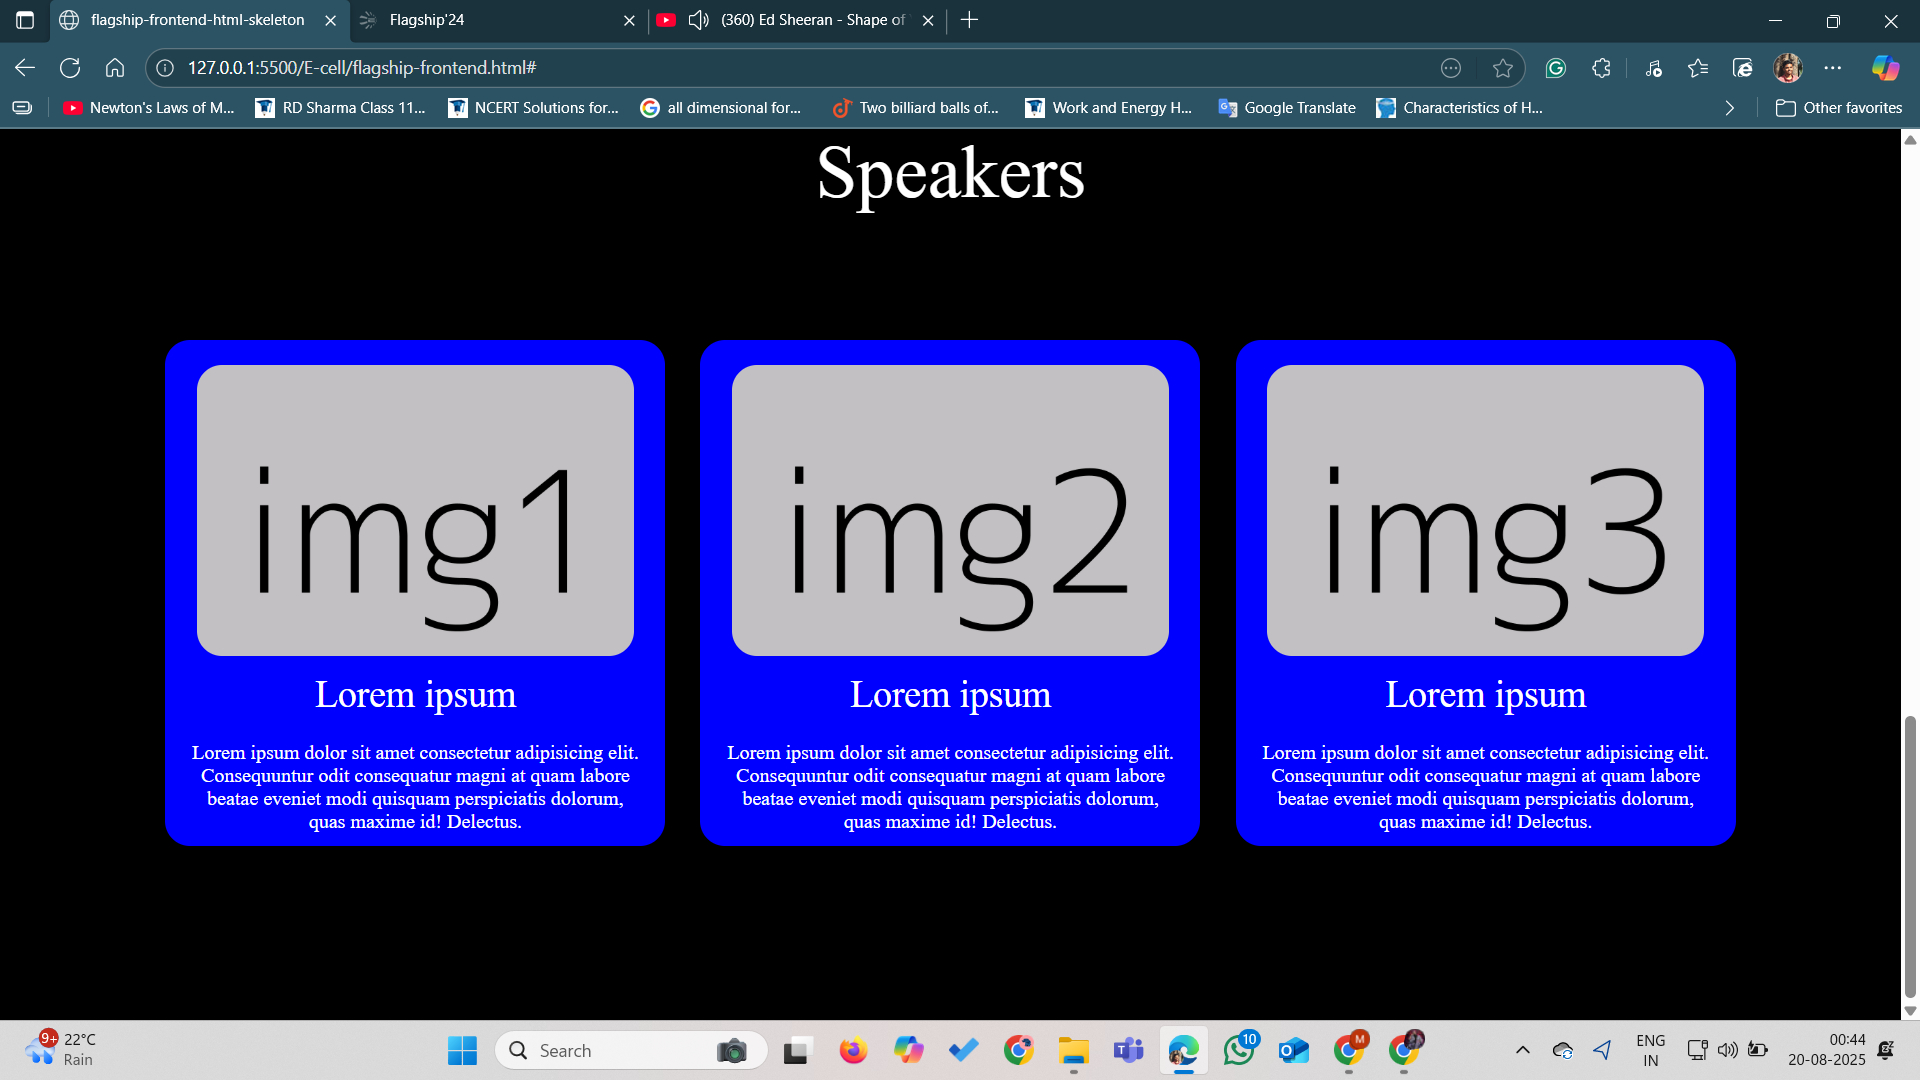 flagship-frontend-html-skeleton
Flagship'24
(360) Ed Sheeran - Shape of
127.0.0.1:5500/E-cell/flagship-frontend.html#
Newton's Laws of M...
RD Sharma Class 11...
NCERT Solutions for...
all dimensional for...
Two billiard balls of...
Work and Energy H...
Google Translate
Characteristics of H...
Other favorites
Speakers
img1
img2
img3
Lorem ipsum
Lorem ipsum dolor sit amet consectetur adipisicing elit.
Consequuntur odit consequatur magni at quam labore
beatae eveniet modi quisquam perspiciatis dolorum,
quas maxime id! Delectus.
Lorem ipsum
Lorem ipsum dolor sit amet consectetur adipisicing elit.
Consequuntur odit consequatur magni at quam labore
beatae eveniet modi quisquam perspiciatis dolorum,
quas maxime id! Delectus.
Lorem ipsum
Lorem ipsum dolor sit amet consectetur adipisicing elit.
Consequuntur odit consequatur magni at quam labore
beatae eveniet modi quisquam perspiciatis dolorum,
quas maxime id! Delectus.
9+
22°C
Rain
Search
10
M
ENG
IN
00:44
20-08-2025